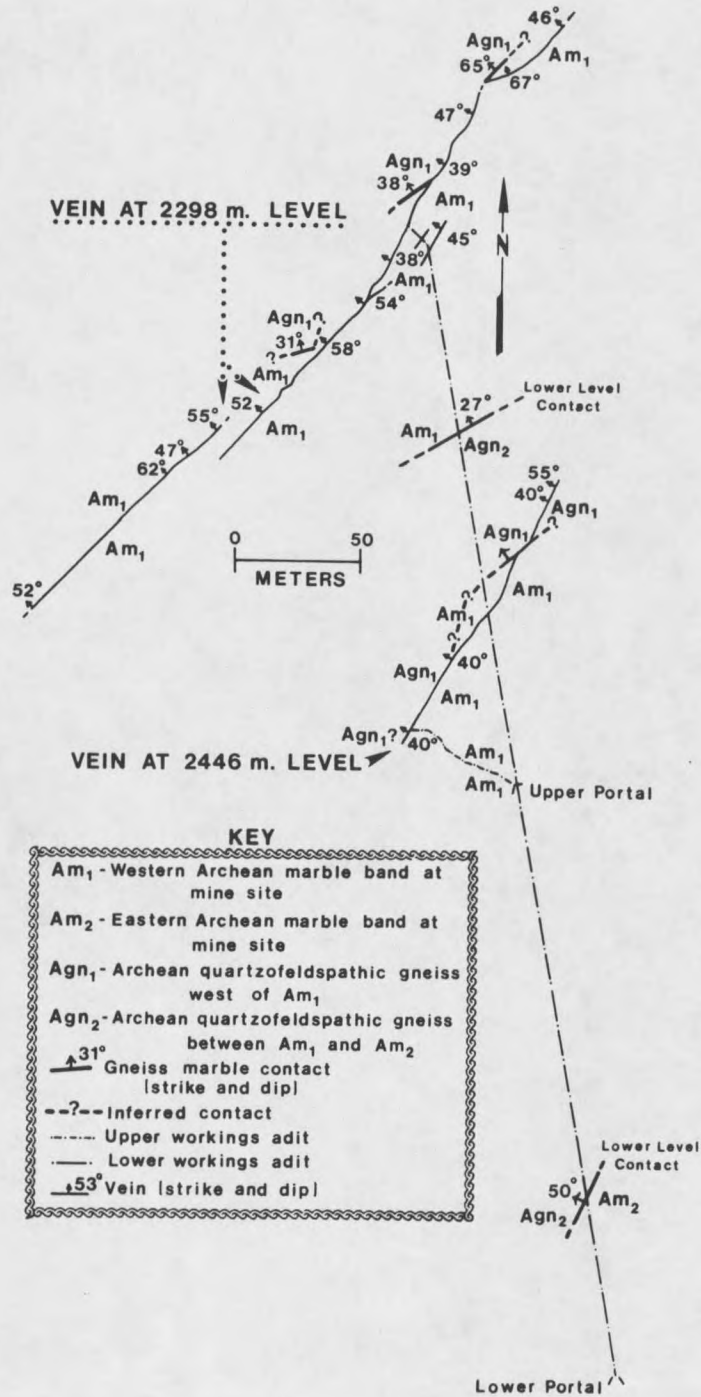 46°
Agn₁ ?
65° Am₁
67°
47°
Agn₁ 39°
38°
Am₁
VEIN AT 2298 m. LEVEL
N
45°
38°
Am₁
54°
Agn₁ ?
31°
58°
?
Am₁
Lower Level
Contact
27°
52
55°
Am₁
Am₁
Agn₂
47°
62°
55°
40°
Agn₁
Am₁
?
0 50
Agn₁
Am₁
METERS
52°
Am₁
?
Am₁
?
Agn₁ 40°
Am₁
Agn₁?
40°
VEIN AT 2446 m. LEVEL
Am₁
Am₁
Upper Portal
KEY
Am₁ - Western Archean marble band at
mine site
Am₂ - Eastern Archean marble band at
mine site
Agn₁ - Archean quartzofeldspathic gneiss
west of Am₁
Agn₂ - Archean quartzofeldspathic gneiss
between Am₁ and Am₂
31° Gneiss marble contact
[strike and dip]
? Inferred contact
Upper workings adit
Lower workings adit
53° Vein [strike and dip]
Lower Level
Contact
50°
Agn₂ Am₂
Lower Portal